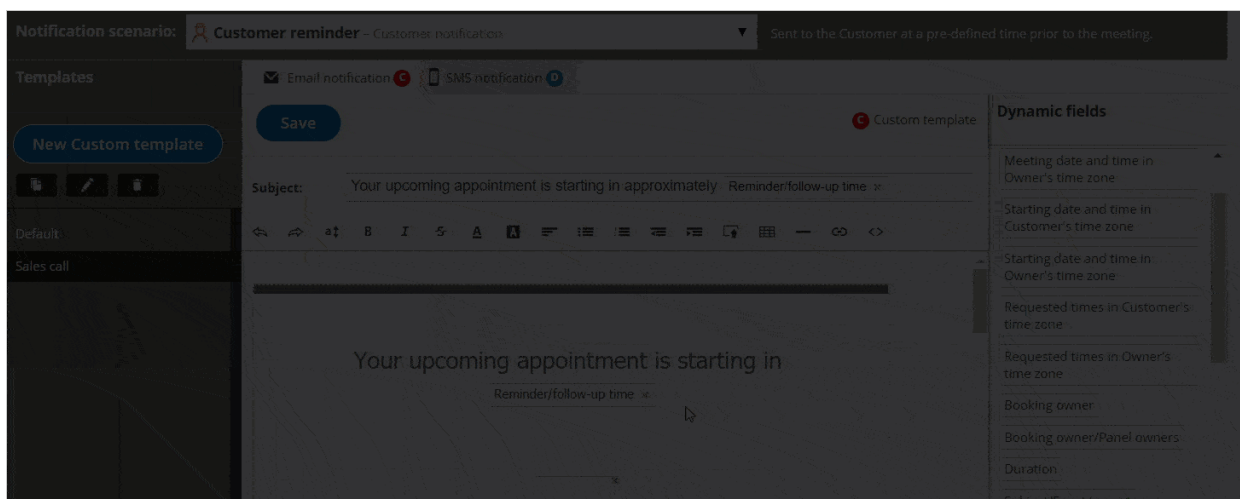 Notification scenario: Customer reminder – Customer notification ▼ Sent to the Customer at a pre-defined time prior to the meeting.
Templates
Email notification C SMS notification D
New Custom template
Save
C Custom template
Dynamic fields
Subject: Your upcoming appointment is starting in approximately Reminder/follow-up time ×
Default
Sales call
Your upcoming appointment is starting in
Reminder/follow-up time ×
Meeting date and time in
Owner's time zone
Starting date and time in
Customer's time zone
Starting date and time in
Owner's time zone
Requested times in Customer's
time zone
Requested times in Owner's
time zone
Booking owner
Booking owner/Panel owners
Duration